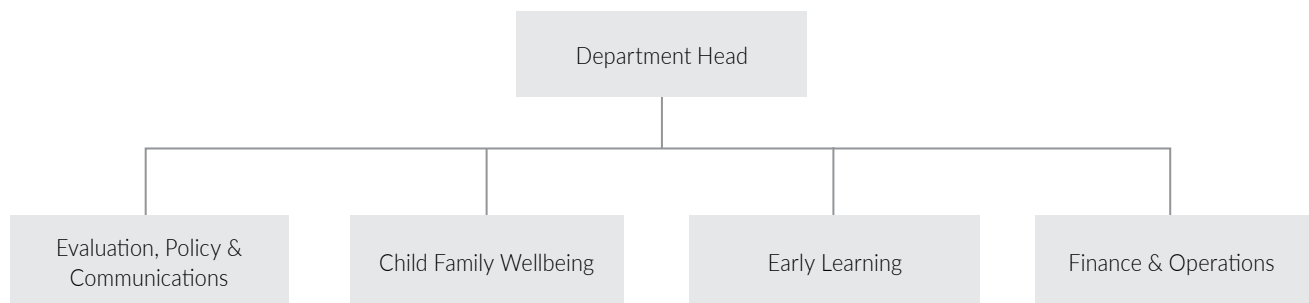 Department Head
Evaluation, Policy &
Communications
Child Family Wellbeing
Early Learning
Finance & Operations